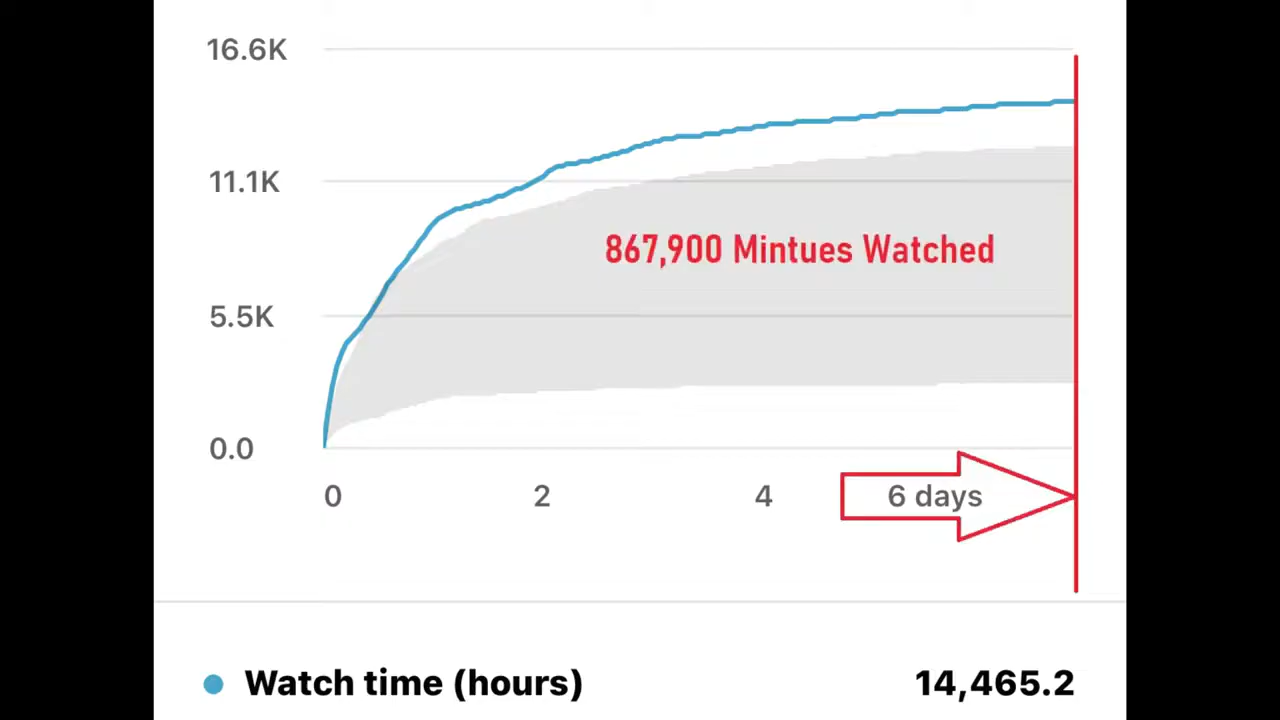 16.6K
11.1K
867,900 Mintues Watched
5.5K
0.0
0 2 4 6 days
Watch time (hours) 14,465.2